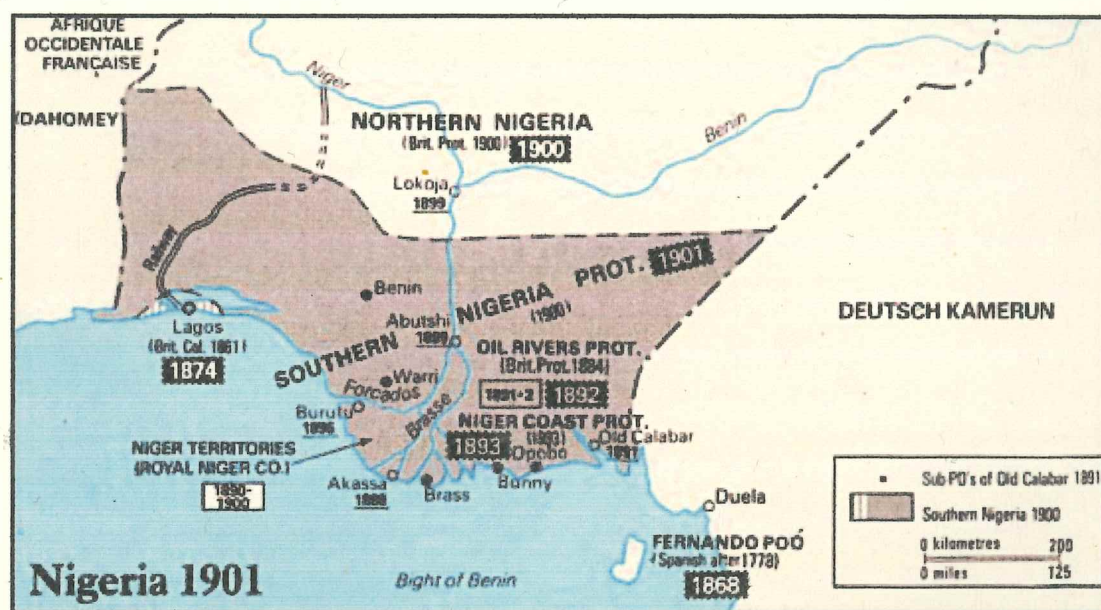 AFRIQUE
OCCIDENTALE
FRANÇAISE
(DAHOMEY)
Niger
NORTHERN NIGERIA
(Brit. Prot. 1900) 1900
Benin
Lokoja
1899
Railway
SOUTHERN NIGERIA PROT. 1901
(1900)
Benin
Lagos
(Brit. Col. 1861)
1874
Abutshi
1899
DEUTSCH KAMERUN
OIL RIVERS PROT.
(Brit. Prot. 1884)
1891-2 1892
Warri
Forcados
Brasse
Burutu
1896
NIGER COAST PROT.
1893 (1893)
Old Calabar
1891
Opobo
Bonny
NIGER TERRITORIES
(ROYAL NIGER CO.)
1890-
1900
Akassa
1888
Brass
Duela
FERNANDO POÓ
(Spanish after 1778)
1868
Bight of Benin
Nigeria 1901
Sub PO's of Old Calabar 1891
Southern Nigeria 1900
0 kilometres 200
0 miles 125